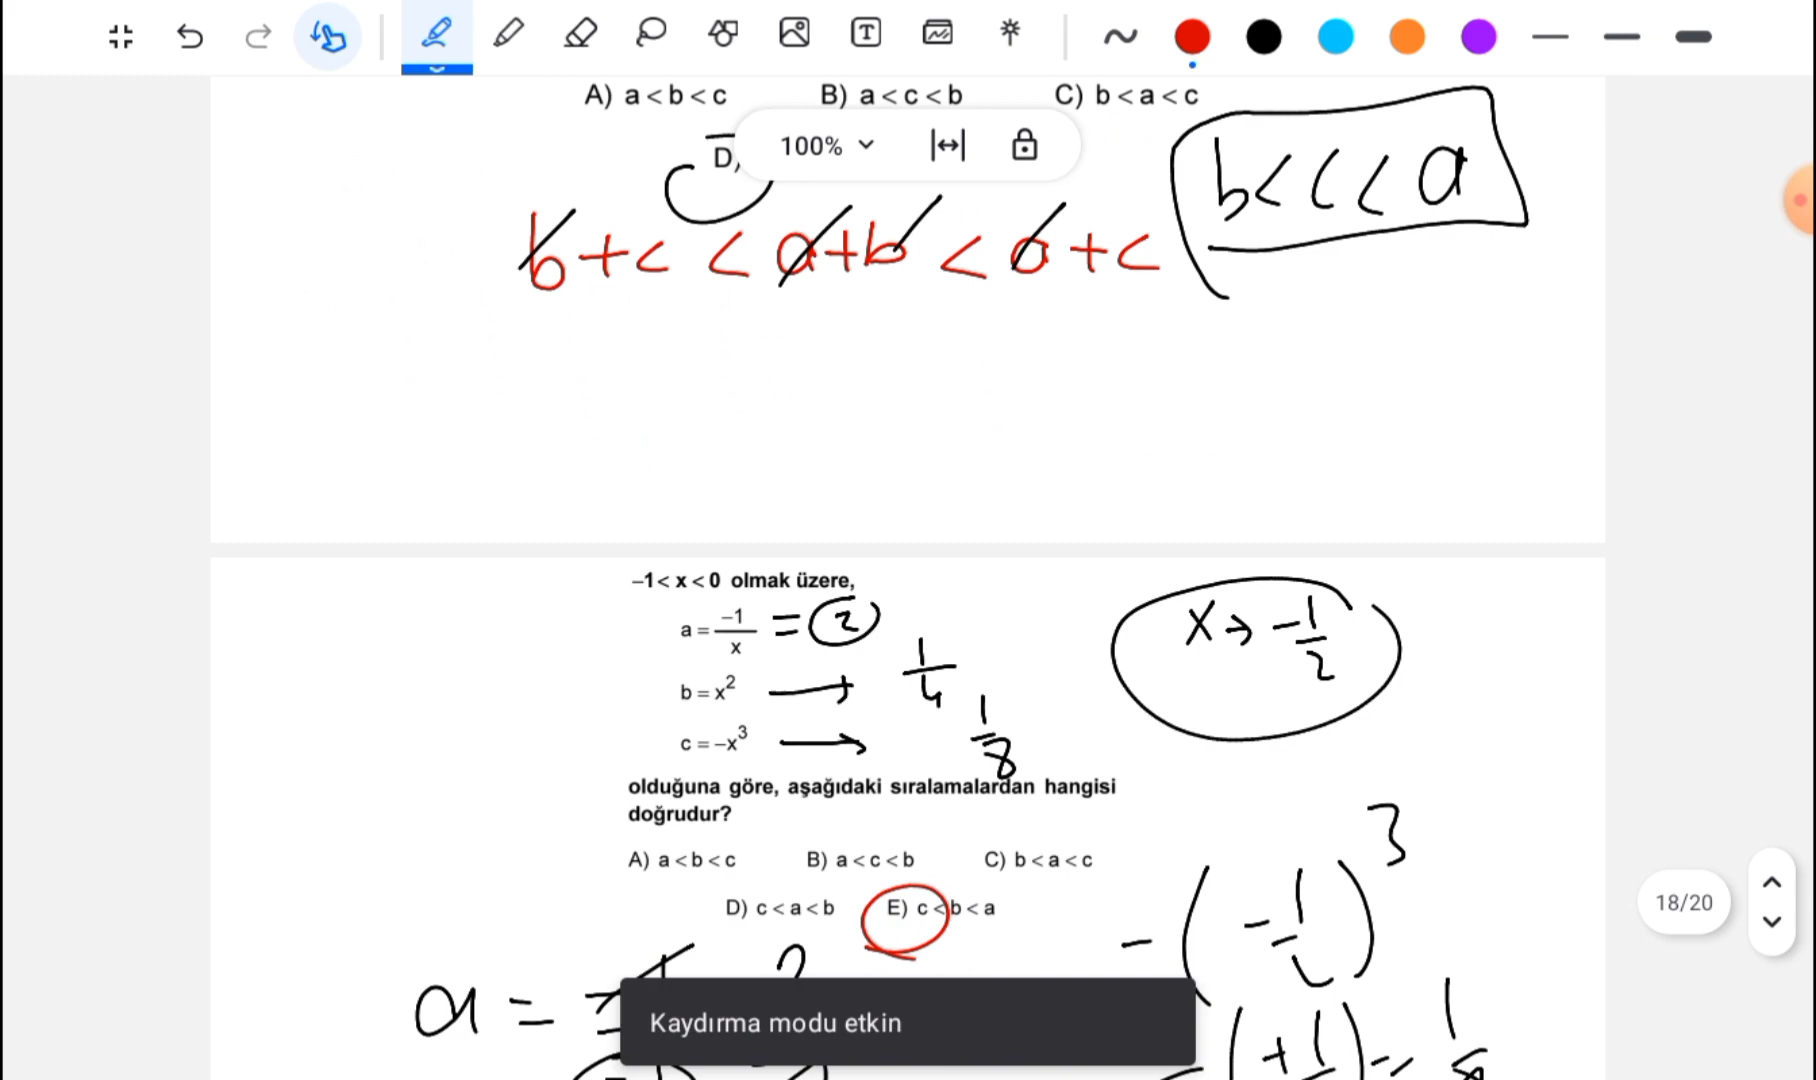 A) a < b < c B) a < c < b C) b < a < c
100%
D)
b < c < a
b + c < a + b < a + c
–1 < x < 0 olmak üzere,
a = –1/x = 2
x → –1/2
b = x² → 1/4
c = –x³ → 1/8
olduğuna göre, aşağıdaki sıralamalardan hangisi
doğrudur?
A) a < b < c B) a < c < b C) b < a < c
D) c < a < b E) c < b < a
18/20
a =
Kaydırma modu etkin